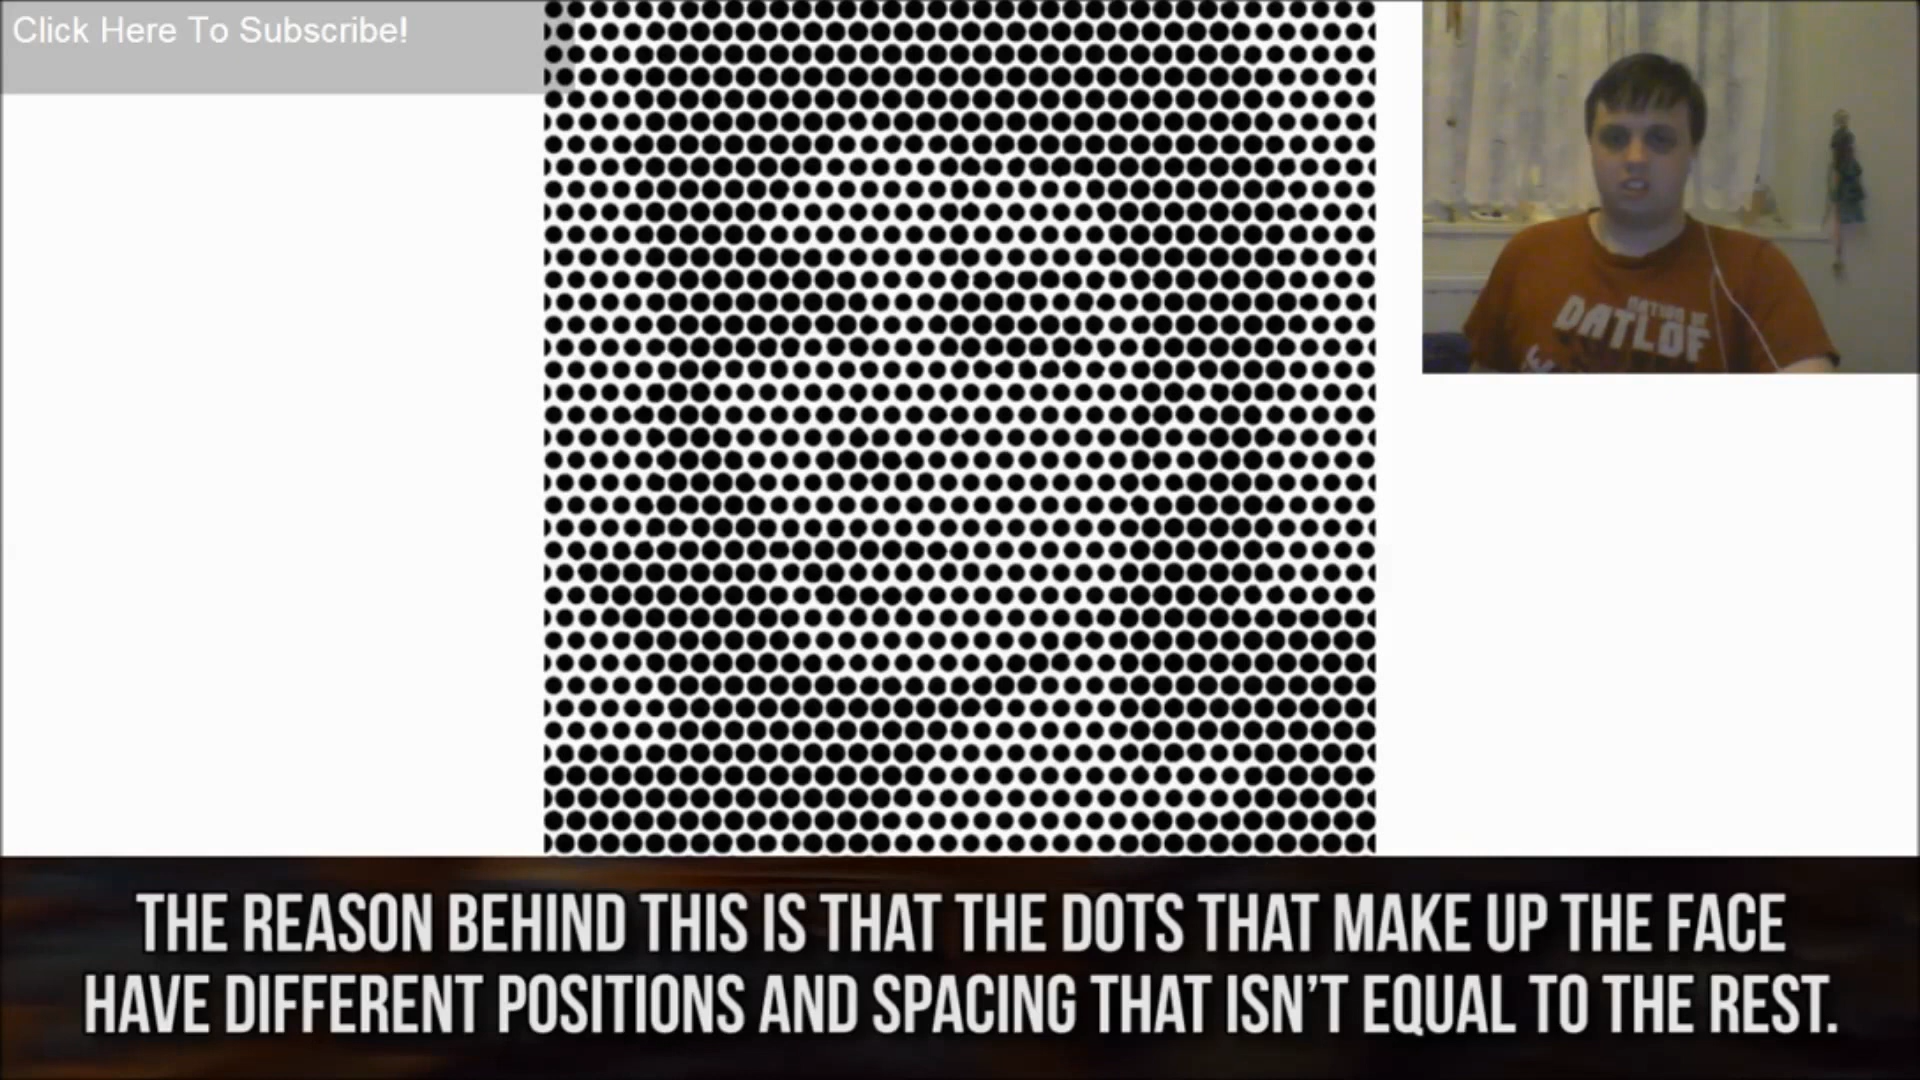 Click Here To Subscribe!
DATLOF
THE REASON BEHIND THIS IS THAT THE DOTS THAT MAKE UP THE FACE
HAVE DIFFERENT POSITIONS AND SPACING THAT ISN'T EQUAL TO THE REST.